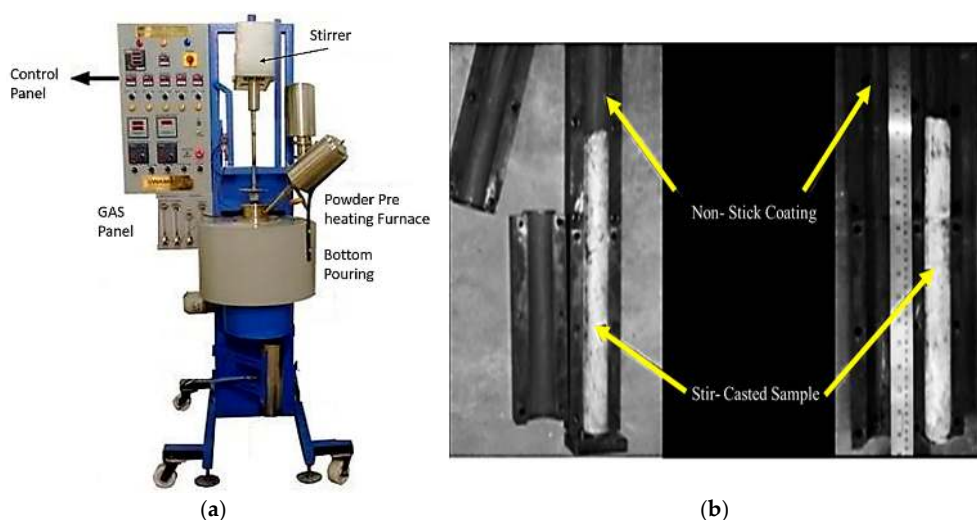 Stirrer
Control
Panel
GAS
Panel
Powder Pre
heating Furnace
Bottom
Pouring
Non- Stick Coating
Stir- Casted Sample
(a)
(b)